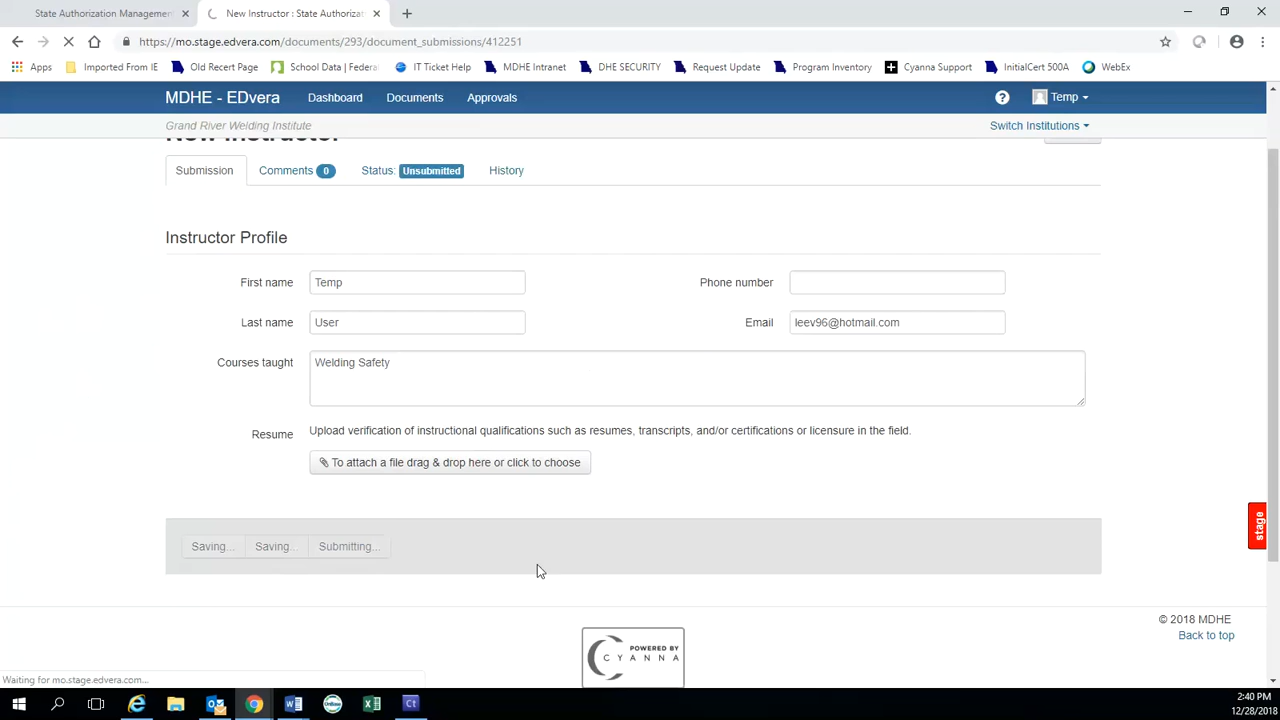 State Authorization Managemen
New Instructor : State Authorizati
https://mo.stage.edvera.com/documents/293/document_submissions/412251
Apps
Imported From IE
Old Recert Page
School Data | Federal
IT Ticket Help
MDHE Intranet
DHE SECURITY
Request Update
Program Inventory
Cyanna Support
InitialCert 500A
WebEx
MDHE - EDvera
Dashboard
Documents
Approvals
Temp
Grand River Welding Institute
Switch Institutions
New Instructor
Submission
Comments 0
Status: Unsubmitted
History
Instructor Profile
First name
Temp
Phone number
Last name
User
Email
leev96@hotmail.com
Courses taught
Welding Safety
Resume
Upload verification of instructional qualifications such as resumes, transcripts, and/or certifications or licensure in the field.
To attach a file drag & drop here or click to choose
stage
Saving...
Saving...
Submitting...
© 2018 MDHE
Back to top
POWERED BY
CYANNA
Waiting for mo.stage.edvera.com...
2:40 PM
12/28/2018